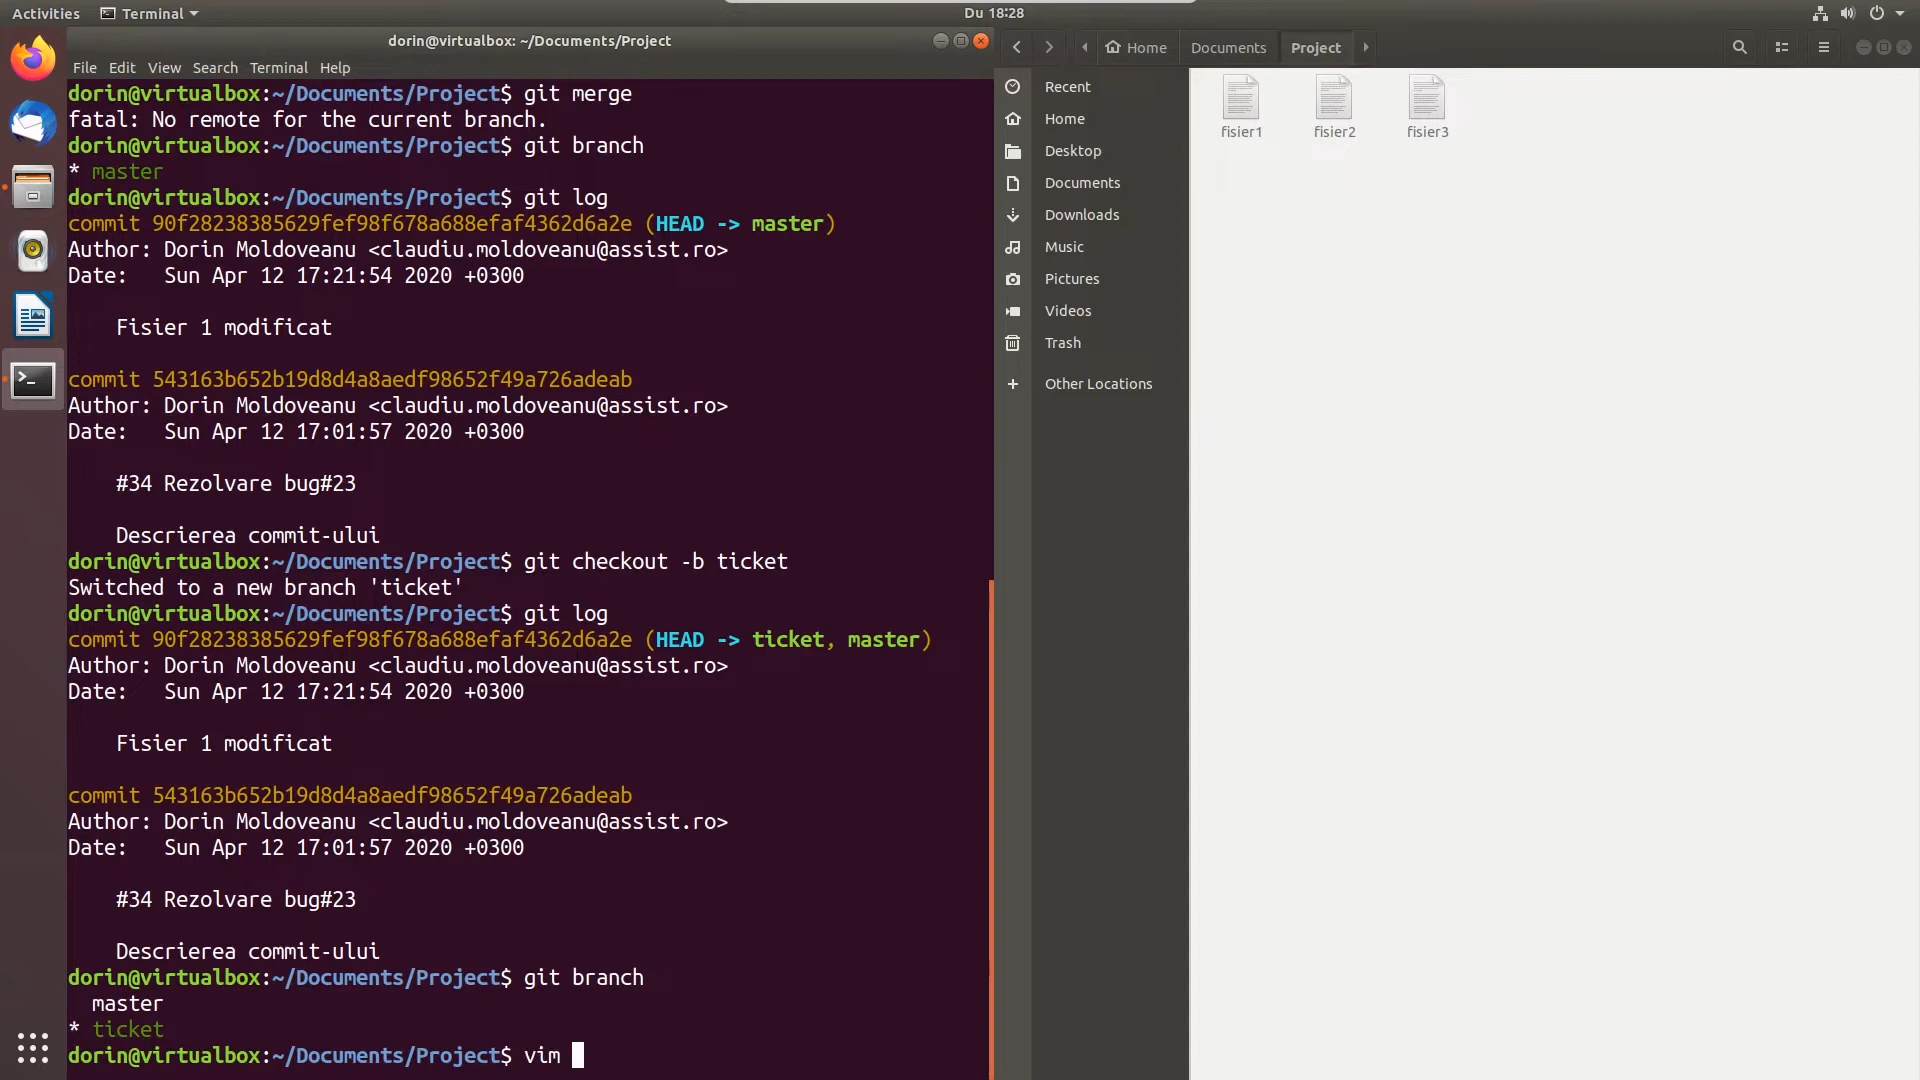 Activities
Terminal
Du 18:28
dorin@virtualbox: ~/Documents/Project
File Edit View Search Terminal Help
dorin@virtualbox:~/Documents/Project$ git merge
fatal: No remote for the current branch.
dorin@virtualbox:~/Documents/Project$ git branch
* master
dorin@virtualbox:~/Documents/Project$ git log
commit 90f28238385629fef98f678a688efaf4362d6a2e (HEAD -> master)
Author: Dorin Moldoveanu <claudiu.moldoveanu@assist.ro>
Date:   Sun Apr 12 17:21:54 2020 +0300
    Fisier 1 modificat
commit 543163b652b19d8d4a8aedf98652f49a726adeab
Author: Dorin Moldoveanu <claudiu.moldoveanu@assist.ro>
Date:   Sun Apr 12 17:01:57 2020 +0300
    #34 Rezolvare bug#23
    Descrierea commit-ului
dorin@virtualbox:~/Documents/Project$ git checkout -b ticket
Switched to a new branch 'ticket'
dorin@virtualbox:~/Documents/Project$ git log
commit 90f28238385629fef98f678a688efaf4362d6a2e (HEAD -> ticket, master)
Author: Dorin Moldoveanu <claudiu.moldoveanu@assist.ro>
Date:   Sun Apr 12 17:21:54 2020 +0300
    Fisier 1 modificat
commit 543163b652b19d8d4a8aedf98652f49a726adeab
Author: Dorin Moldoveanu <claudiu.moldoveanu@assist.ro>
Date:   Sun Apr 12 17:01:57 2020 +0300
    #34 Rezolvare bug#23
    Descrierea commit-ului
dorin@virtualbox:~/Documents/Project$ git branch
  master
* ticket
dorin@virtualbox:~/Documents/Project$ vim
Home Documents Project
Recent
Home
Desktop
Documents
Downloads
Music
Pictures
Videos
Trash
+ Other Locations
fisier1 fisier2 fisier3